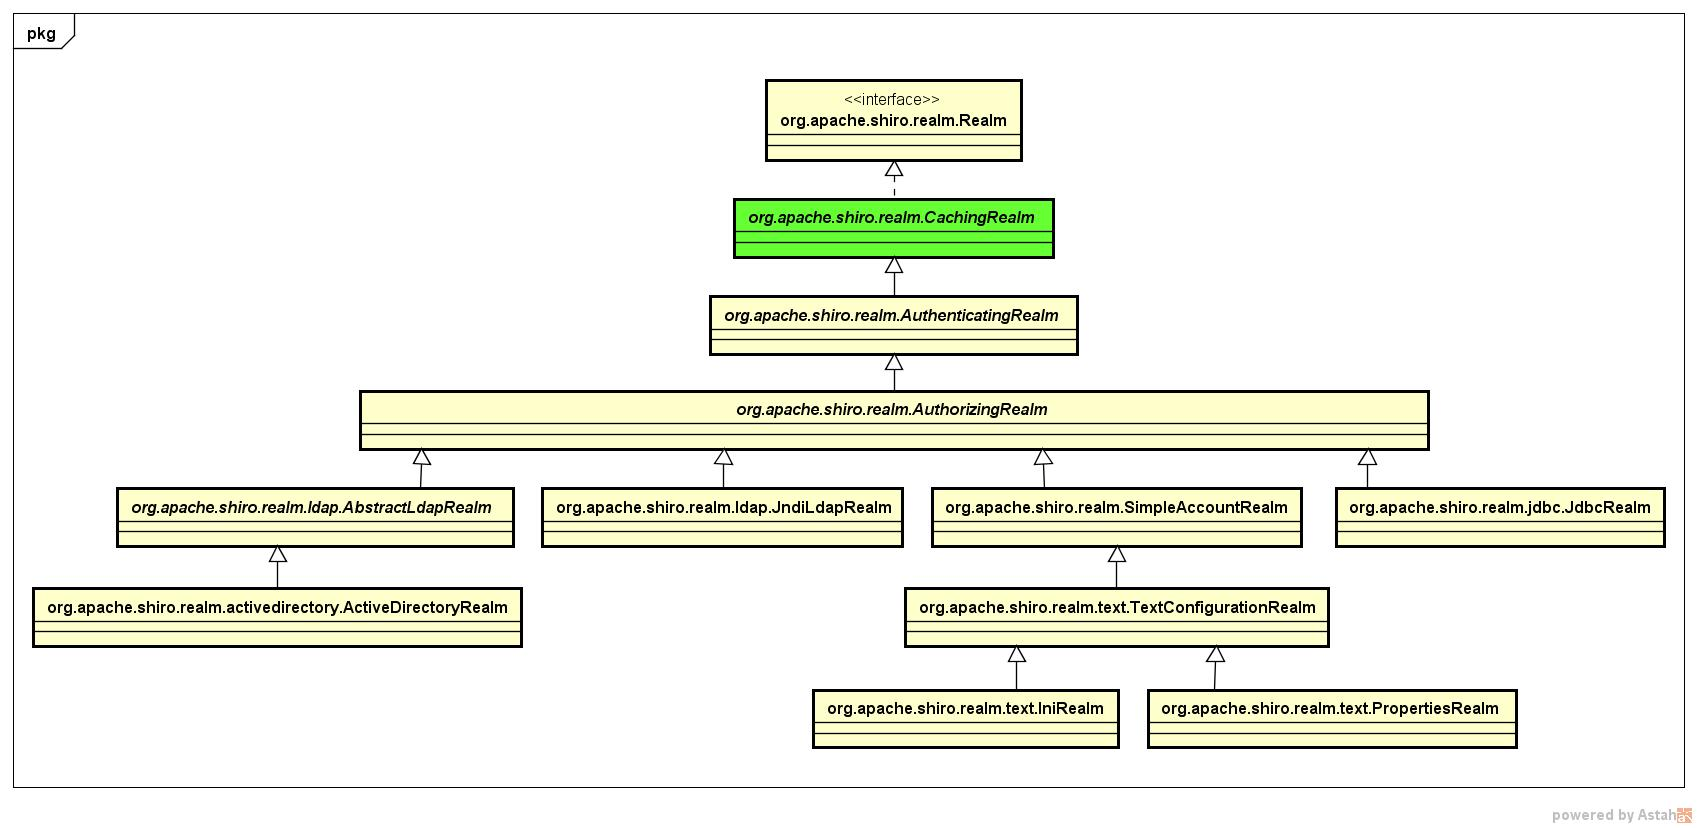 pkg
<<interface>>
org.apache.shiro.realm.Realm
org.apache.shiro.realm.CachingRealm
org.apache.shiro.realm.AuthenticatingRealm
org.apache.shiro.realm.AuthorizingRealm
org.apache.shiro.realm.ldap.AbstractLdapRealm
org.apache.shiro.realm.ldap.JndiLdapRealm
org.apache.shiro.realm.SimpleAccountRealm
org.apache.shiro.realm.jdbc.JdbcRealm
org.apache.shiro.realm.activedirectory.ActiveDirectoryRealm
org.apache.shiro.realm.text.TextConfigurationRealm
org.apache.shiro.realm.text.IniRealm
org.apache.shiro.realm.text.PropertiesRealm
powered by Astah